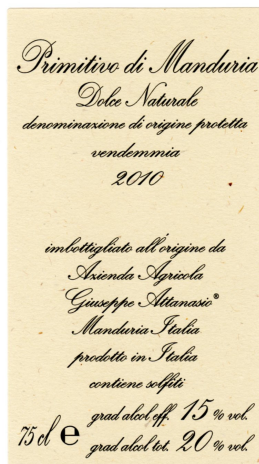 Primitivo di Manduria
Dolce Naturale
denominazione di origine protetta
vendemmia
2010
imbottigliato all'origine da
Azienda Agricola
Giuseppe Attanasio®
Manduria Italia
prodotto in Italia
contiene solfiti
75 cl e grad alcol eff. 15 % vol.
grad alcol tot. 20 % vol.